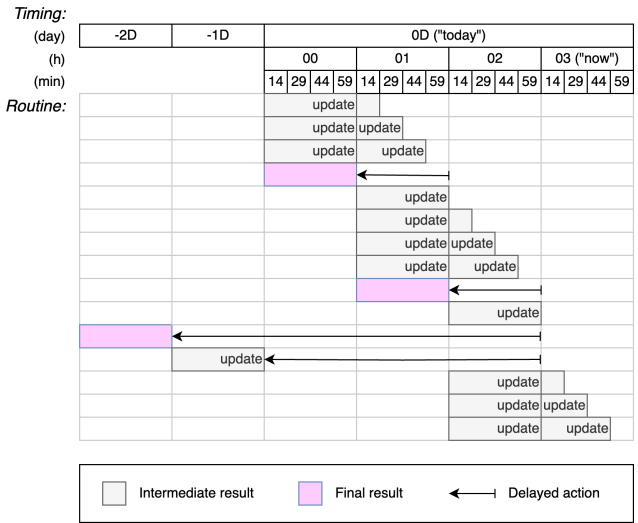 Timing:
(day) -2D -1D 0D ("today")
(h) 00 01 02 03 ("now")
(min) 14 29 44 59 14 29 44 59 14 29 44 59 14 29 44 59
Routine: update
update update
update update
update
update
update update
update update
update
update
update
update update
update update
Intermediate result Final result Delayed action